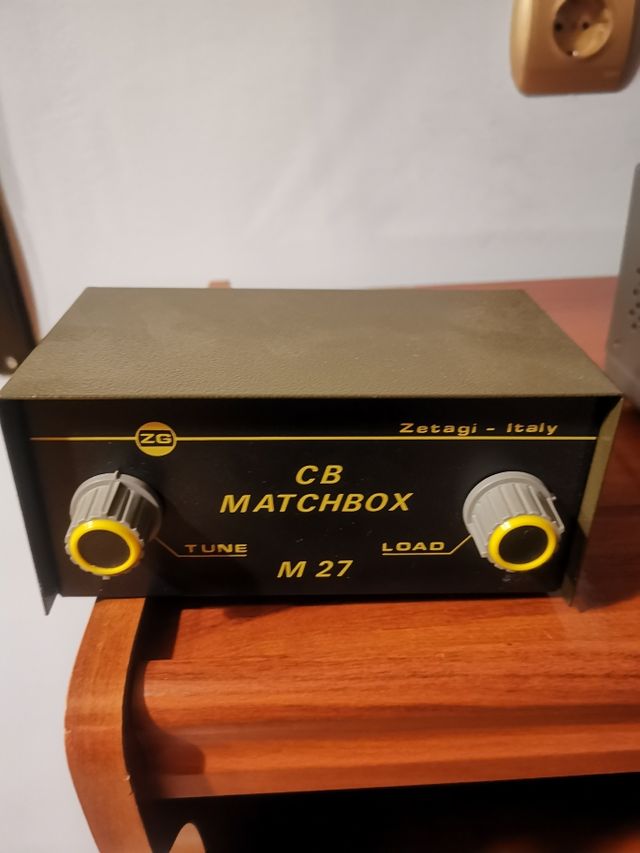 Zetagi - Italy
ZG
CB
MATCHBOX
TUNE
LOAD
M 27